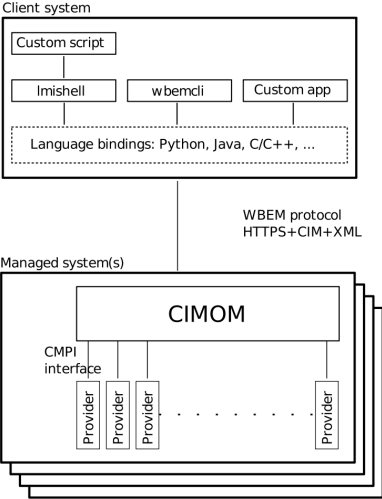 Client system
Custom script
lmishell
wbemcli
Custom app
Language bindings: Python, Java, C/C++, ...
WBEM protocol
HTTPS+CIM+XML
Managed system(s)
CIMOM
CMPI
interface
Provider
Provider
Provider
Provider